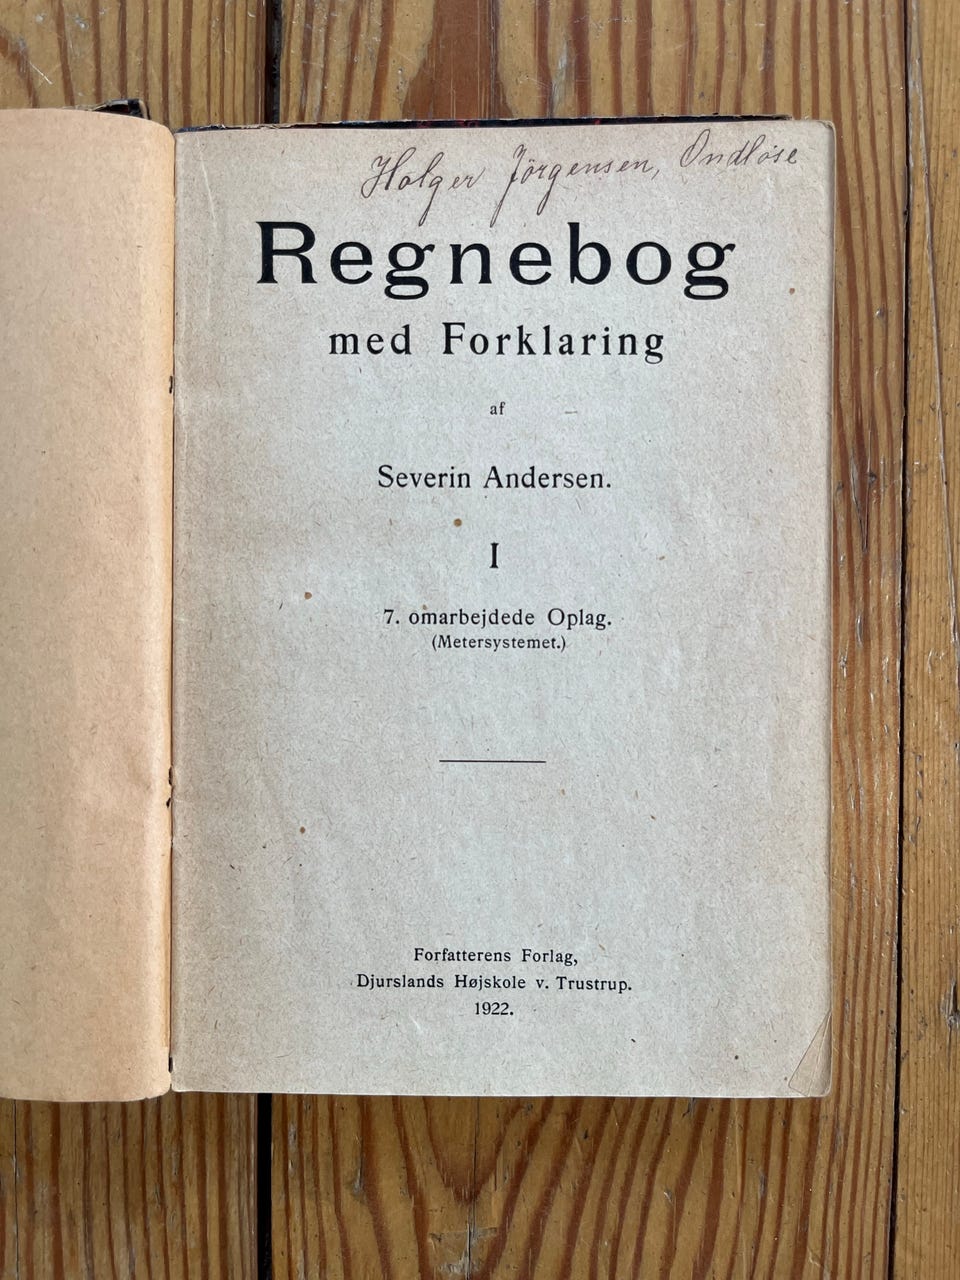 Holger Jörgensen, Ondløse
Regnebog
med Forklaring
af
Severin Andersen.
I
7. omarbejdede Oplag.
(Metersystemet.)
Forfatterens Forlag,
Djurslands Højskole v. Trustrup.
1922.